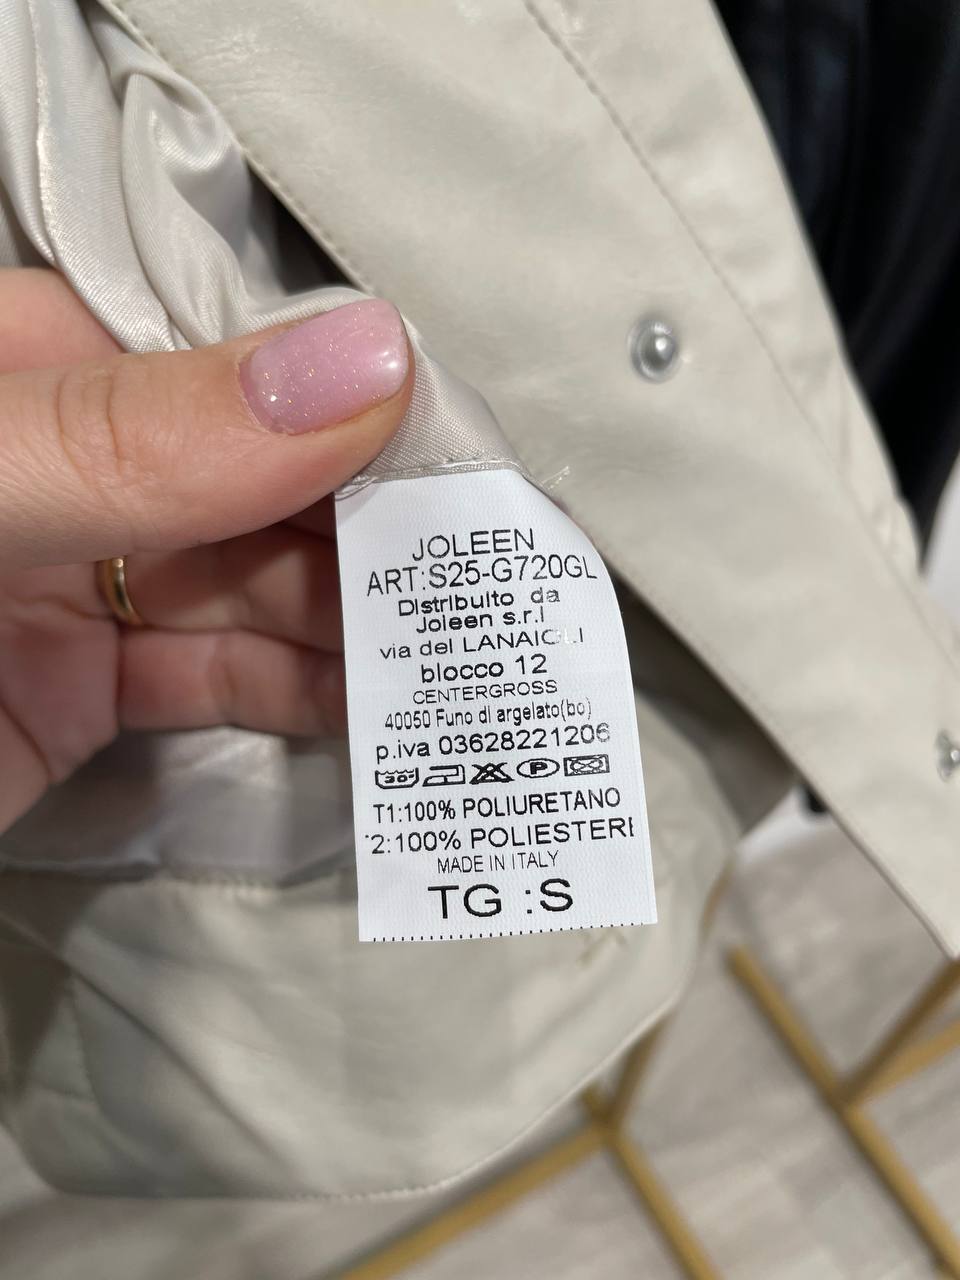 JOLEEN
ART:S25-G720GL
Distribuito da
Joleen s.r.l
via del
blocco 12
CENTERGROSS
40050 Funo di argelato(bo)
p.iva 03628221206
30° P
T1:100% POLIURETANO
2:100% POLIESTERE
MADE IN ITALY
TG :S